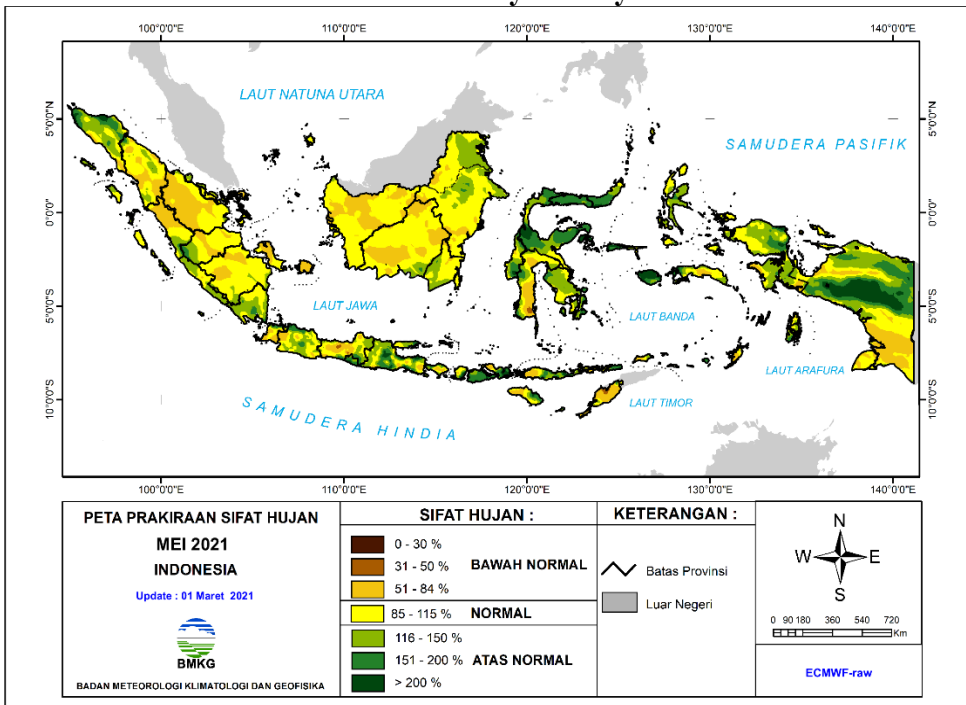 100°0'0"E 110°0'0"E 120°0'0"E 130°0'0"E 140°0'0"E
5°0'0"N 5°0'0"N
0°0'0" 0°0'0"
5°0'0"S 5°0'0"S
10°0'0"S 10°0'0"S
LAUT NATUNA UTARA
SAMUDERA PASIFIK
LAUT JAWA
LAUT BANDA
LAUT ARAFURA
LAUT TIMOR
SAMUDERA HINDIA
100°0'0"E 110°0'0"E 120°0'0"E 130°0'0"E 140°0'0"E
PETA PRAKIRAAN SIFAT HUJAN
MEI 2021
INDONESIA
Update : 01 Maret 2021
BMKG
BADAN METEOROLOGI KLIMATOLOGI DAN GEOFISIKA
SIFAT HUJAN :
0 - 30 %
31 - 50 % BAWAH NORMAL
51 - 84 %
85 - 115 % NORMAL
116 - 150 %
151 - 200 % ATAS NORMAL
> 200 %
KETERANGAN :
Batas Provinsi
Luar Negeri
N
W E
S
0 90 180 360 540 720
Km
ECMWF-raw